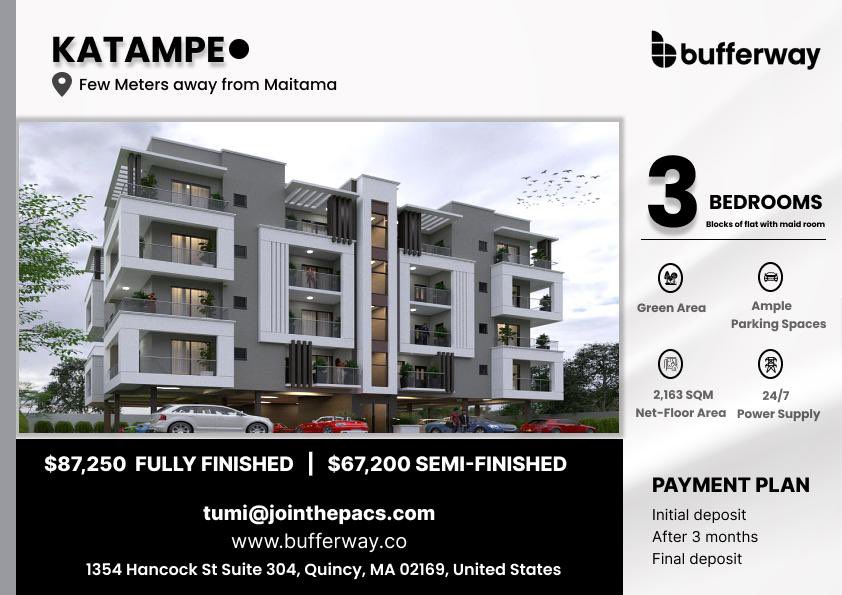 KATAMPE
Few Meters away from Maitama
bufferway
3 BEDROOMS
Blocks of flat with maid room
Green Area
Ample
Parking Spaces
2,163 SQM
Net-Floor Area
24/7
Power Supply
$87,250 FULLY FINISHED | $67,200 SEMI-FINISHED
tumi@jointhepacs.com
www.bufferway.co
1354 Hancock St Suite 304, Quincy, MA 02169, United States
PAYMENT PLAN
Initial deposit
After 3 months
Final deposit